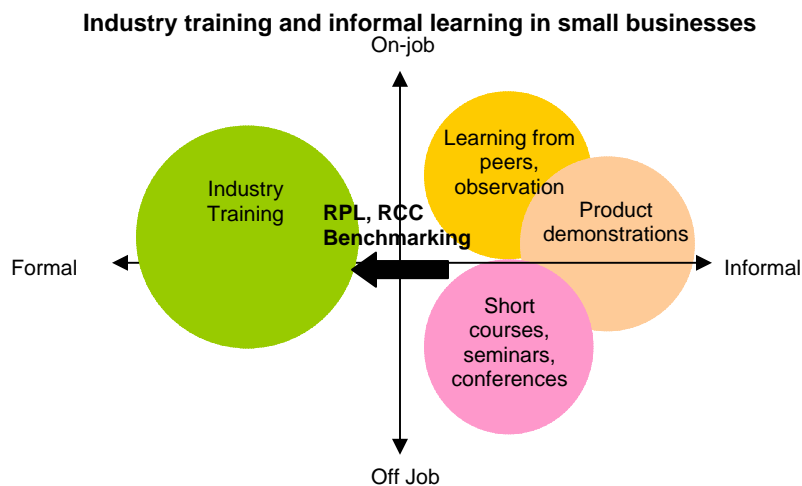 Industry training and informal learning in small businesses
On-job
Learning from
peers,
observation
Industry
Training
RPL, RCC
Benchmarking
Product
demonstrations
Formal
Informal
Short
courses,
seminars,
conferences
Off Job